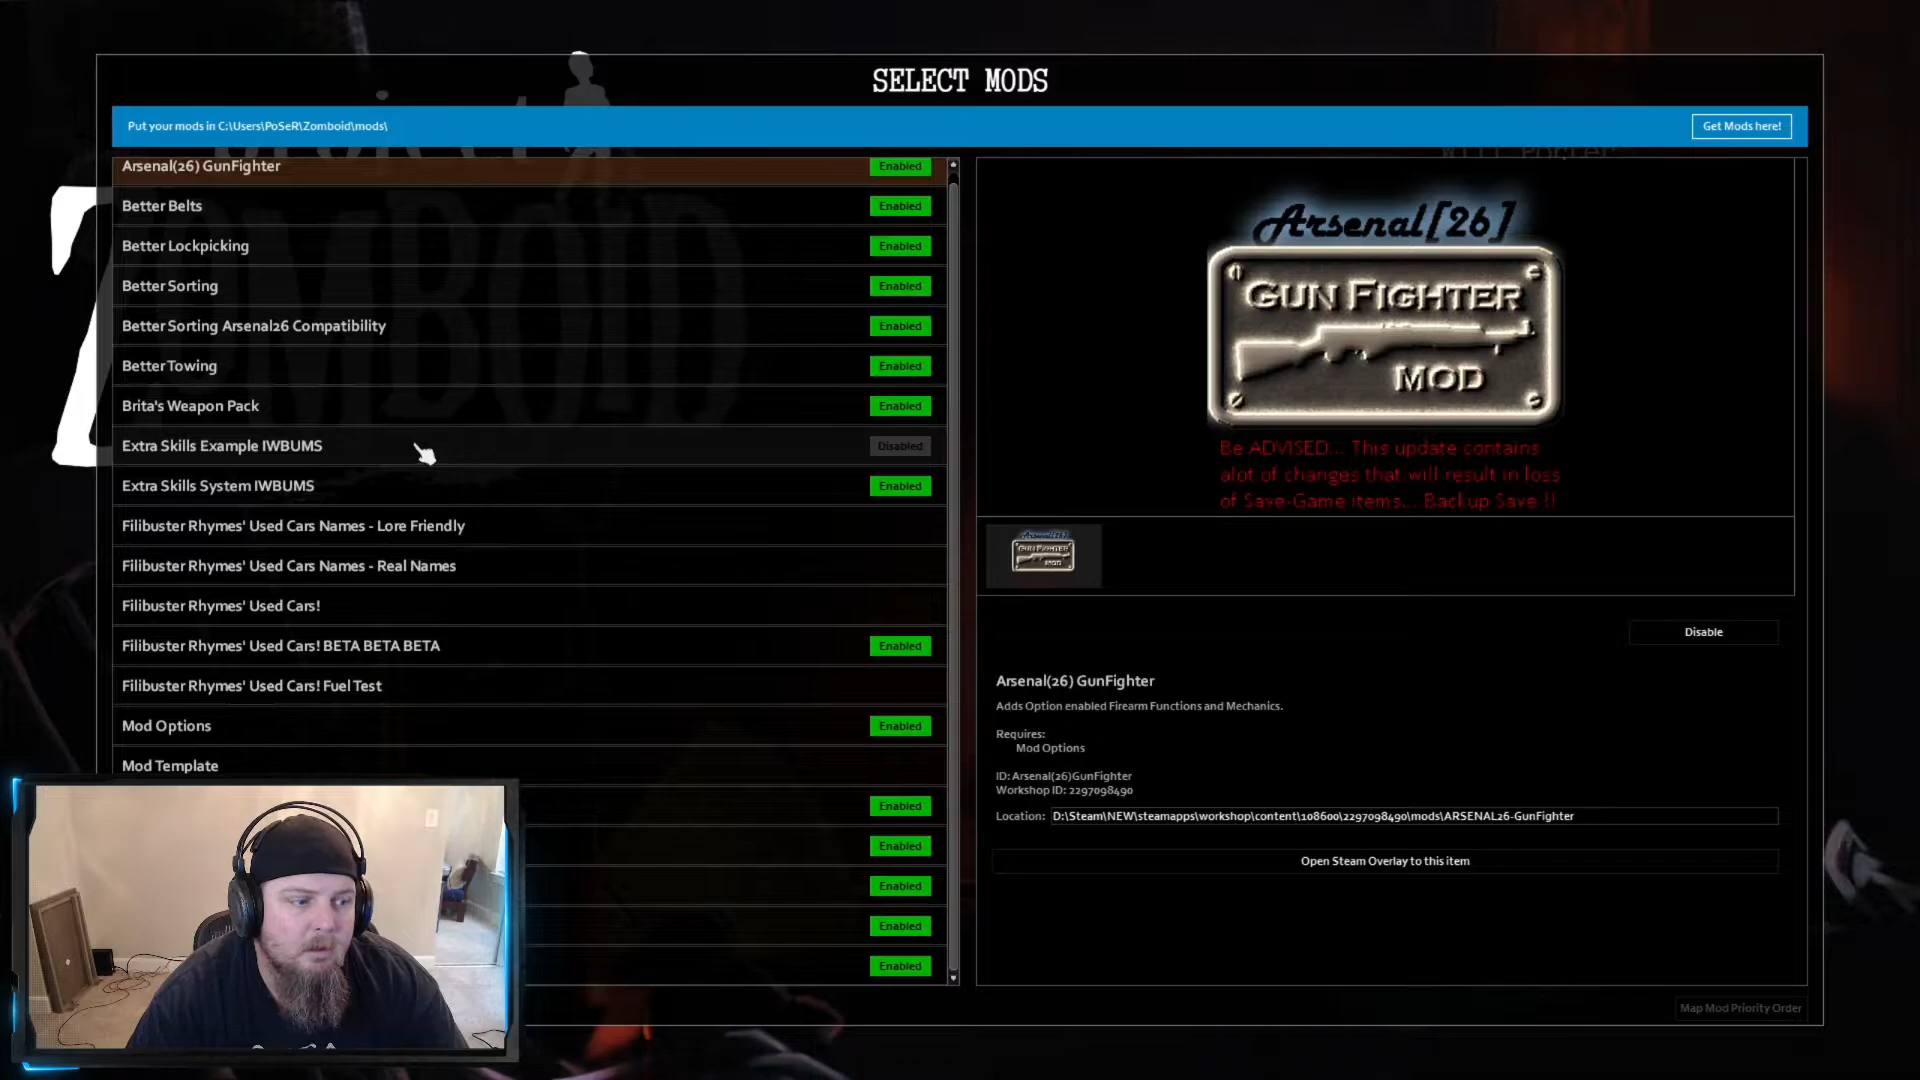 SELECT MODS
Put your mods in C:\Users\PoSeR\Zomboid\mods\
Get Mods here!
Arsenal(26) GunFighter
Enabled
Better Belts
Enabled
Better Lockpicking
Enabled
Better Sorting
Enabled
Better Sorting Arsenal26 Compatibility
Enabled
Better Towing
Enabled
Brita's Weapon Pack
Enabled
Extra Skills Example IWBUMS
Disabled
Extra Skills System IWBUMS
Enabled
Filibuster Rhymes' Used Cars Names - Lore Friendly
Filibuster Rhymes' Used Cars Names - Real Names
Filibuster Rhymes' Used Cars!
Filibuster Rhymes' Used Cars! BETA BETA BETA
Enabled
Filibuster Rhymes' Used Cars! Fuel Test
Mod Options
Enabled
Mod Template
Enabled
Enabled
Enabled
Enabled
Enabled
Arsenal[26]
GUN FIGHTER
MOD
Be ADVISED... This update contains
alot of changes that will result in loss
of Save-Game items... Backup Save !!
Disable
Arsenal(26) GunFighter
Adds Option enabled Firearm Functions and Mechanics.
Requires:
Mod Options
ID: Arsenal(26)GunFighter
Workshop ID: 2297098490
Location: D:\Steam\NEW\steamapps\workshop\content\108600\2297098490\mods\ARSENAL26-GunFighter
Open Steam Overlay to this item
Map Mod Priority Order
ZOMBOID